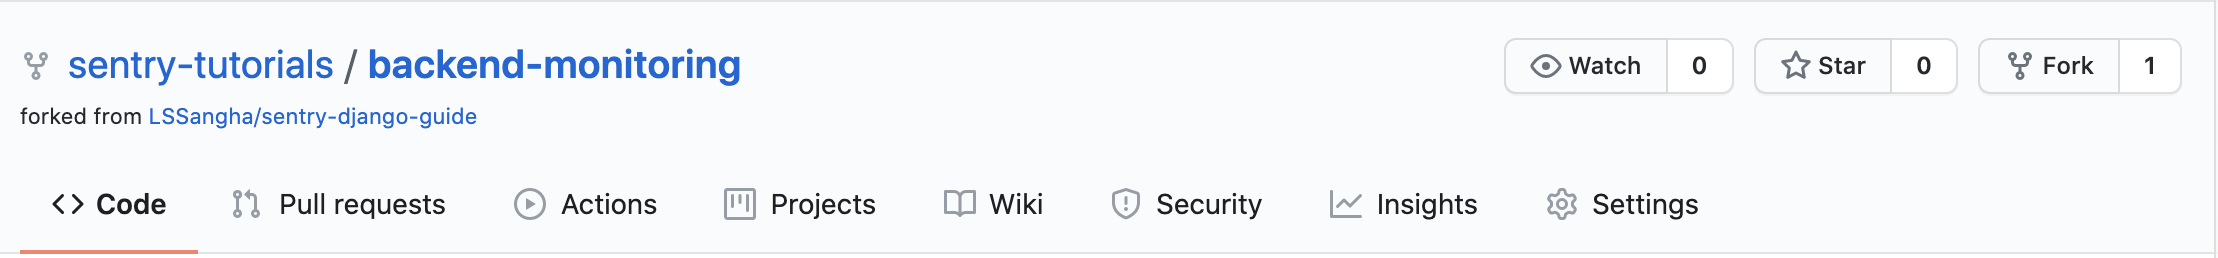 sentry-tutorials / backend-monitoring
Watch 0 Star 0 Fork 1
forked from LSSangha/sentry-django-guide
Code Pull requests Actions Projects Wiki Security Insights Settings